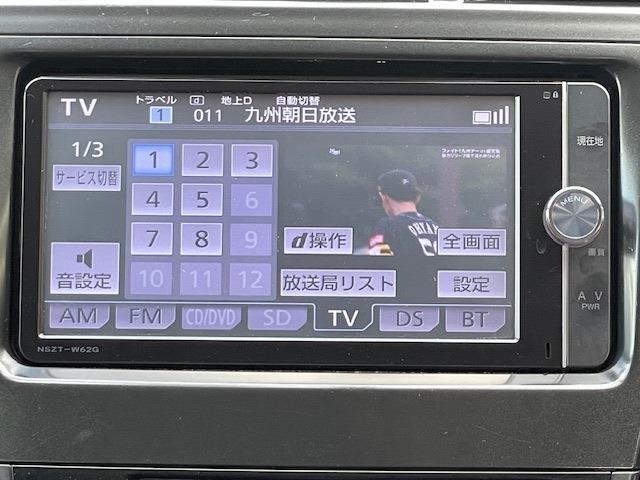 TV
トラベル d 地上D 自動切替
1 011 九州朝日放送
現在地
1/3
サービス切替
1 2 3
4 5 6
7 8 9
10 11 12
MENU
d操作
全画面
画質
音設定
放送局リスト
設定
A V
PWR
AM FM CD/DVD SD TV DS BT
NSZT-W62G